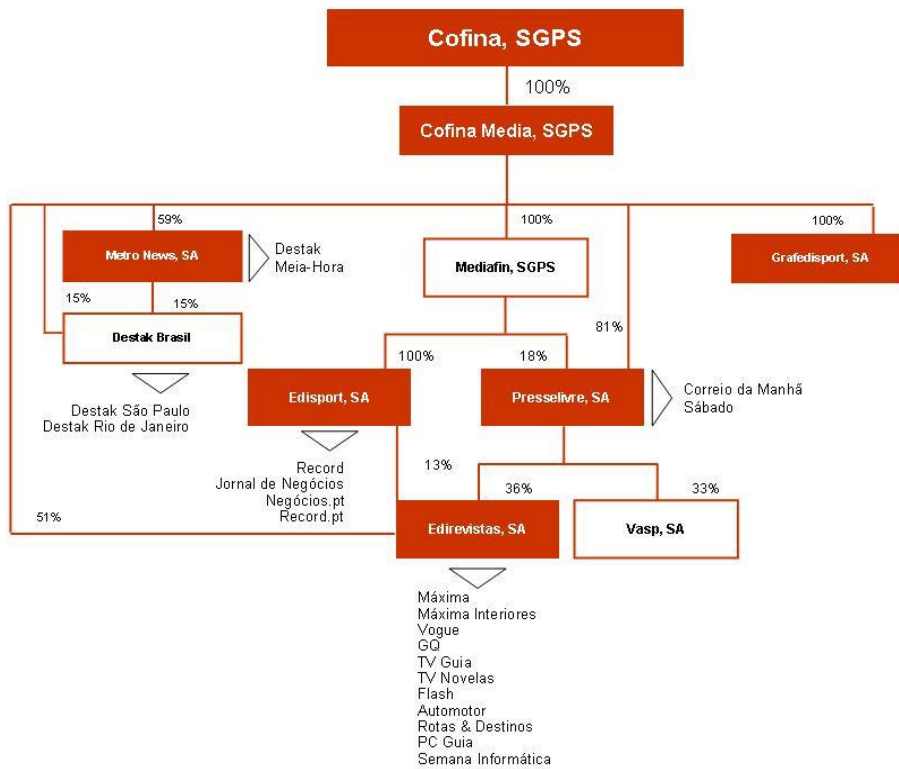 Cofina, SGPS
100%
Cofina Media, SGPS
59%
100%
100%
Metro News, SA
Destak
Meia-Hora
Mediafin, SGPS
Grafedisport, SA
15%
15%
81%
Destak Brasil
100%
18%
Destak São Paulo
Destak Rio de Janeiro
Edisport, SA
Presselivre, SA
Correio da Manhã
Sábado
Record
Jornal de Negócios
Negócios.pt
Record.pt
13%
36%
33%
51%
Edirevistas, SA
Vasp, SA
Máxima
Máxima Interiores
Vogue
GQ
TV Guia
TV Novelas
Flash
Automotor
Rotas & Destinos
PC Guia
Semana Informática